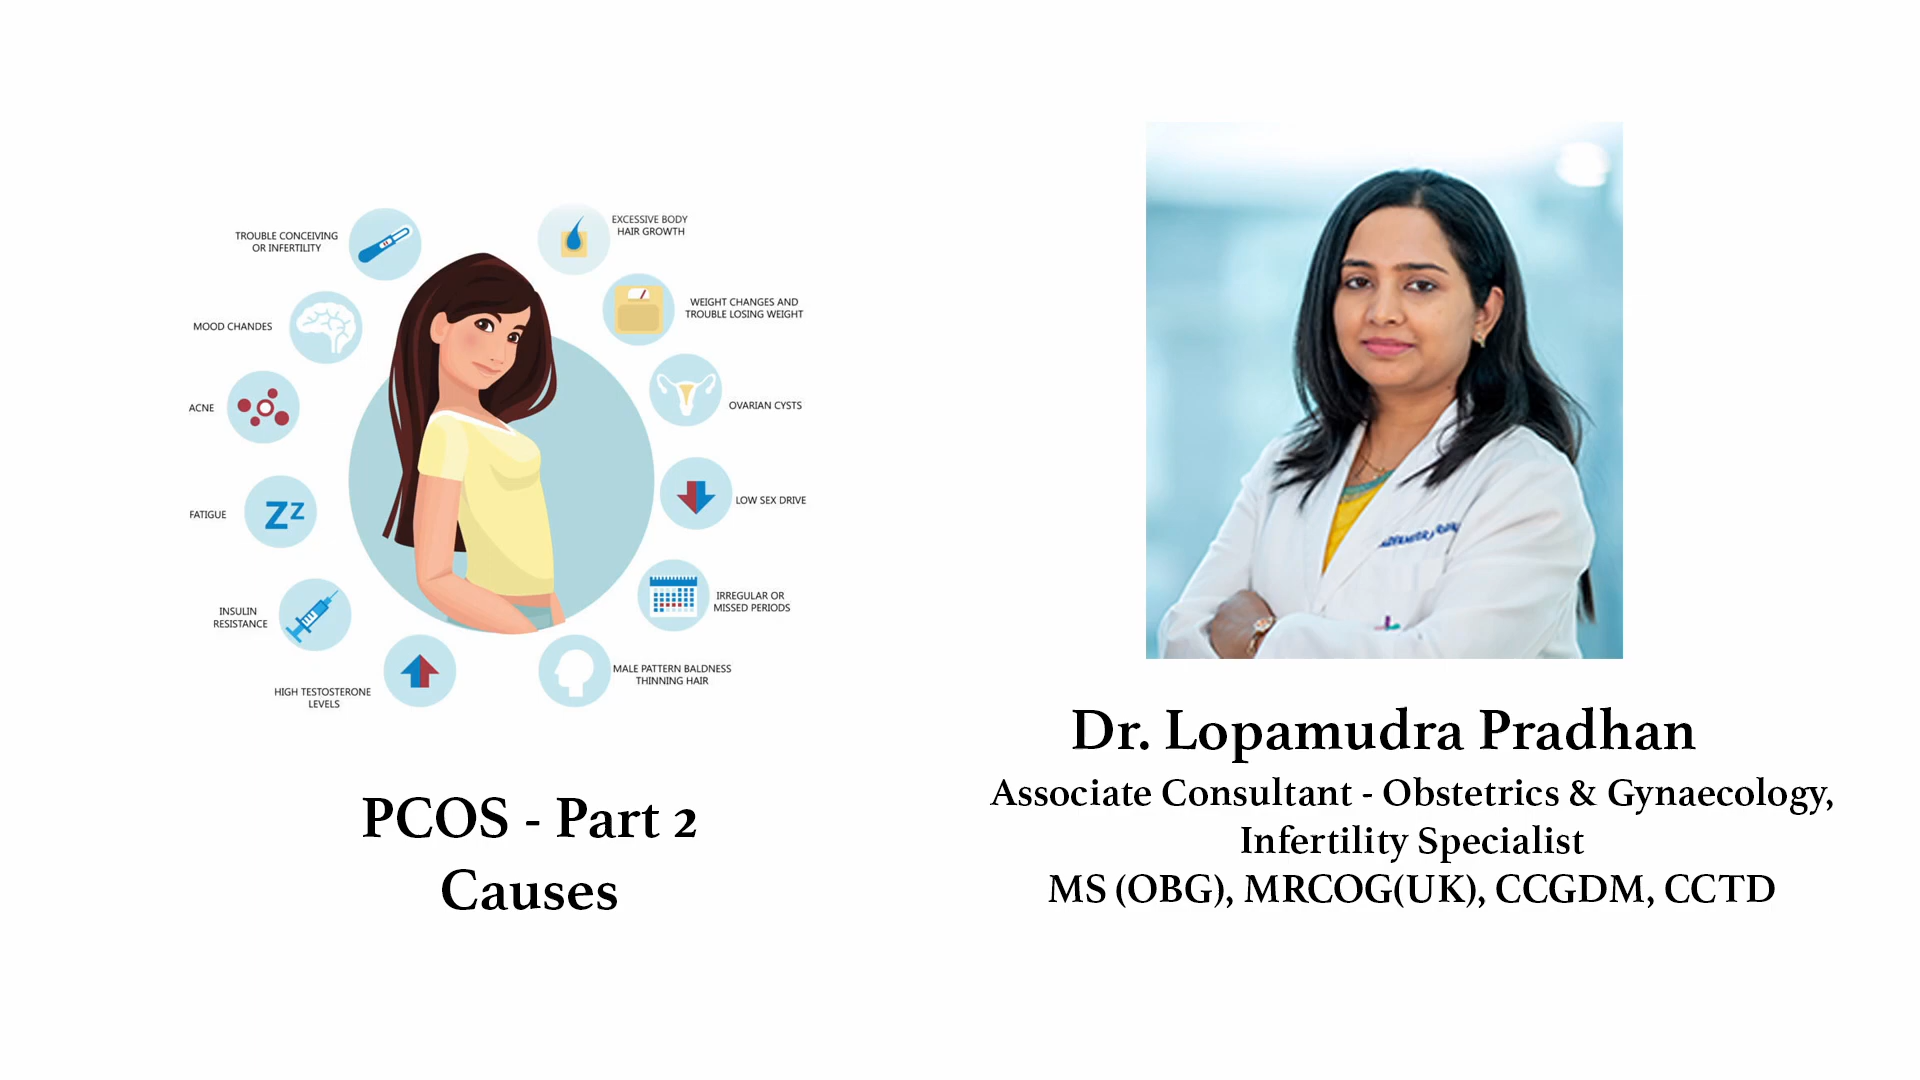 TROUBLE CONCEIVING
OR INFERTILITY
MOOD CHANDES
ACNE
FATIGUE
Zz
INSULIN
RESISTANCE
HIGH TESTOSTERONE
LEVELS
EXCESSIVE BODY
HAIR GROWTH
WEIGHT CHANGES AND
TROUBLE LOSING WEIGHT
OVARIAN CYSTS
LOW SEX DRIVE
IRREGULAR OR
MISSED PERIODS
MALE PATTERN BALDNESS
THINNING HAIR
PCOS - Part 2
Causes
Dr. Lopamudra Pradhan
Associate Consultant - Obstetrics & Gynaecology,
Infertility Specialist
MS (OBG), MRCOG(UK), CCGDM, CCTD